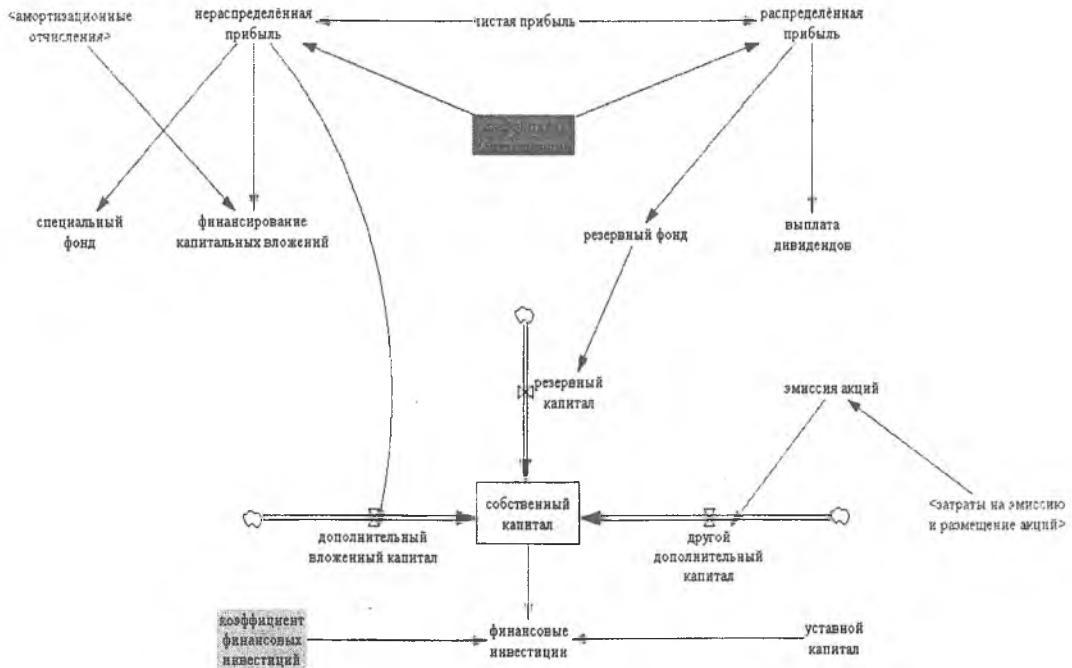 <амортизационные
отчисления>
нераспределённая
прибыль
чистая прибыль
распределённая
прибыль
специальный
фонд
финансирование
капитальных вложений
резервный фонд
выплата
дивидендов
резервный
капитал
эмиссия акций
собственный
капитал
<затраты на эмиссию
и размещение акций>
дополнительный
вложенный капитал
другой
дополнительный
капитал
коэффициент
финансовых
инвестиций
финансовые
инвестиции
уставной
капитал